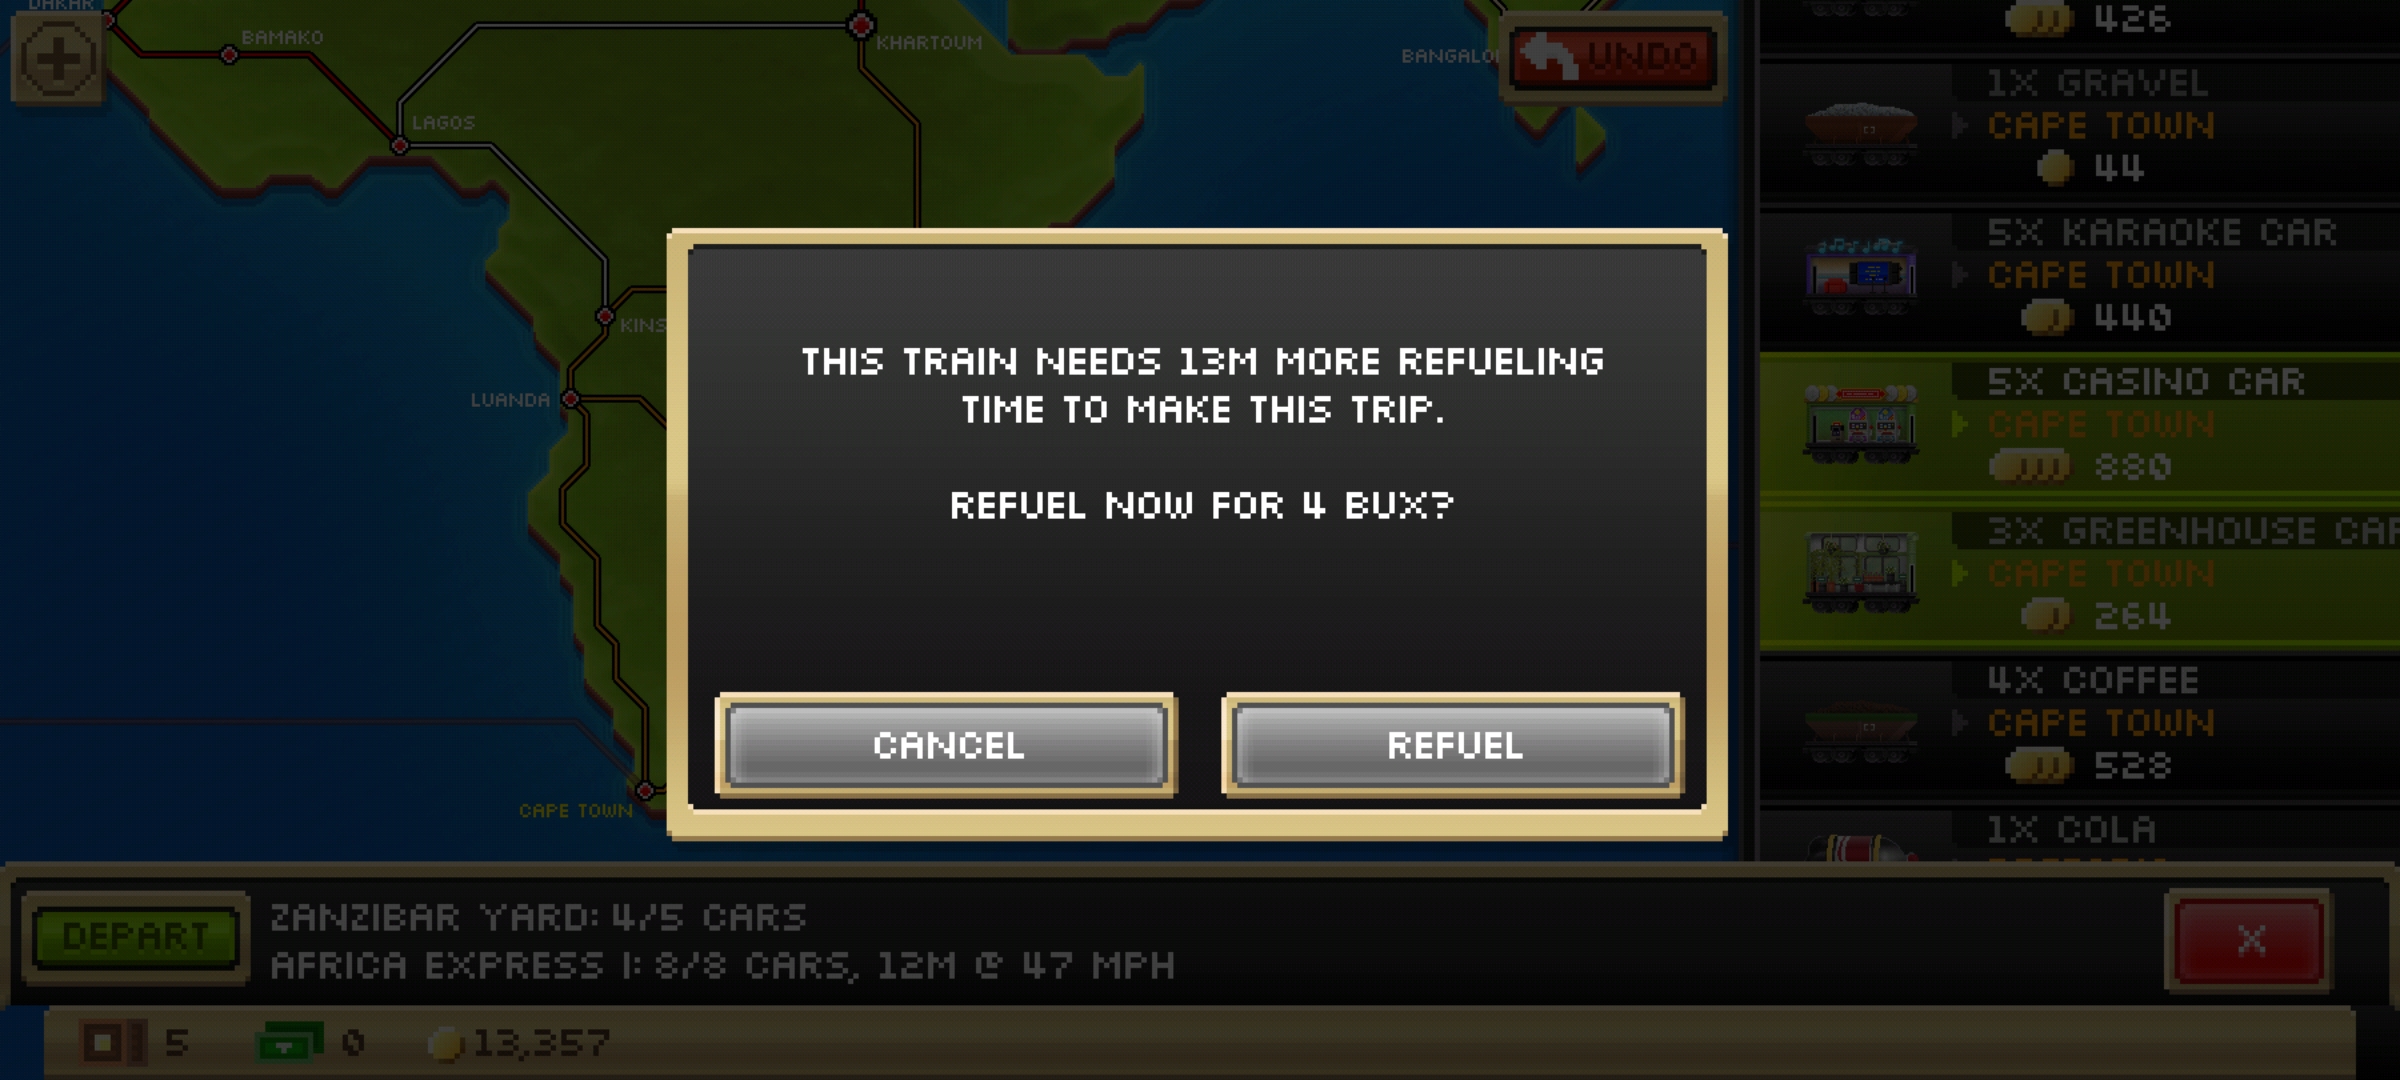 DAKAR
BAMAKO
KHARTOUM
LAGOS
UNDO
LUANDA
CAPE TOWN
THIS TRAIN NEEDS 13M MORE REFUELING
TIME TO MAKE THIS TRIP.
REFUEL NOW FOR 4 BUX?
CANCEL
REFUEL
426
1X GRAVEL
CAPE TOWN
44
5X KARAOKE CAR
CAPE TOWN
440
5X CASINO CAR
CAPE TOWN
880
3X GREENHOUSE CAR
CAPE TOWN
264
4X COFFEE
CAPE TOWN
528
1X COLA
DEPART
ZANZIBAR YARD: 4/5 CARS
AFRICA EXPRESS I: 8/8 CARS, 12M @ 47 MPH
X
5
0
13,357